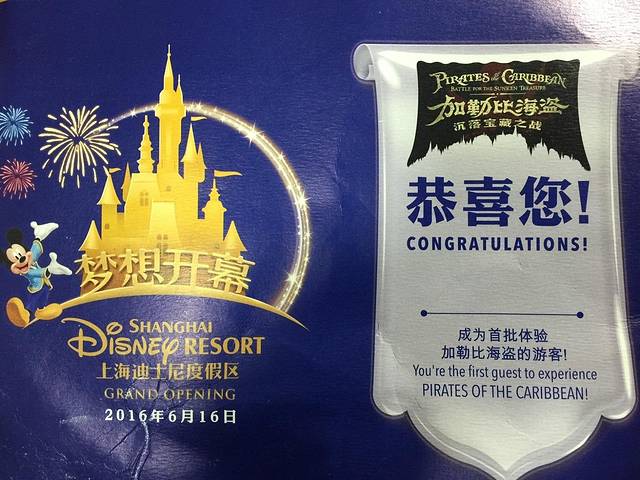 梦想开幕
SHANGHAI
DISNEY RESORT
上海迪士尼度假区
GRAND OPENING
2016年6月16日
PIRATES of the CARIBBEAN
BATTLE FOR THE SUNKEN TREASURE
加勒比海盗
沉落宝藏之战
恭喜您!
CONGRATULATIONS!
成为首批体验
加勒比海盗的游客!
You're the first guest to experience
PIRATES OF THE CARIBBEAN!